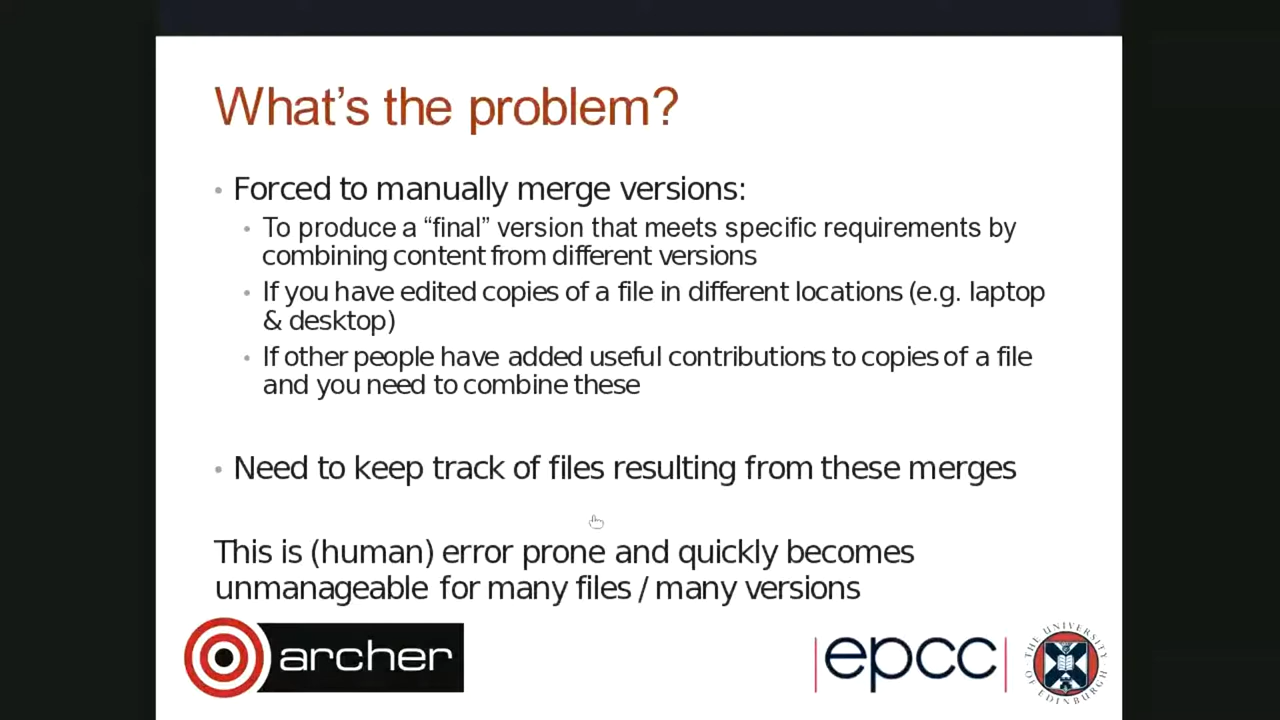 What’s the problem?
• Forced to manually merge versions:
• To produce a “final” version that meets specific requirements by
combining content from different versions
• If you have edited copies of a file in different locations (e.g. laptop
& desktop)
• If other people have added useful contributions to copies of a file
and you need to combine these
• Need to keep track of files resulting from these merges
This is (human) error prone and quickly becomes
unmanageable for many files / many versions
archer
|epcc|
THE UNIVERSITY OF EDINBURGH